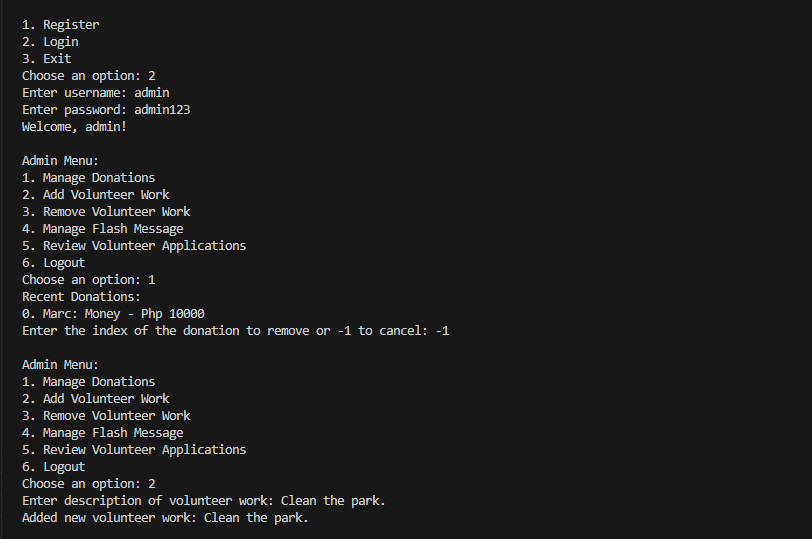 1. Register
2. Login
3. Exit
Choose an option: 2
Enter username: admin
Enter password: admin123
Welcome, admin!
Admin Menu:
1. Manage Donations
2. Add Volunteer Work
3. Remove Volunteer Work
4. Manage Flash Message
5. Review Volunteer Applications
6. Logout
Choose an option: 1
Recent Donations:
0. Marc: Money - Php 10000
Enter the index of the donation to remove or -1 to cancel: -1
Admin Menu:
1. Manage Donations
2. Add Volunteer Work
3. Remove Volunteer Work
4. Manage Flash Message
5. Review Volunteer Applications
6. Logout
Choose an option: 2
Enter description of volunteer work: Clean the park.
Added new volunteer work: Clean the park.